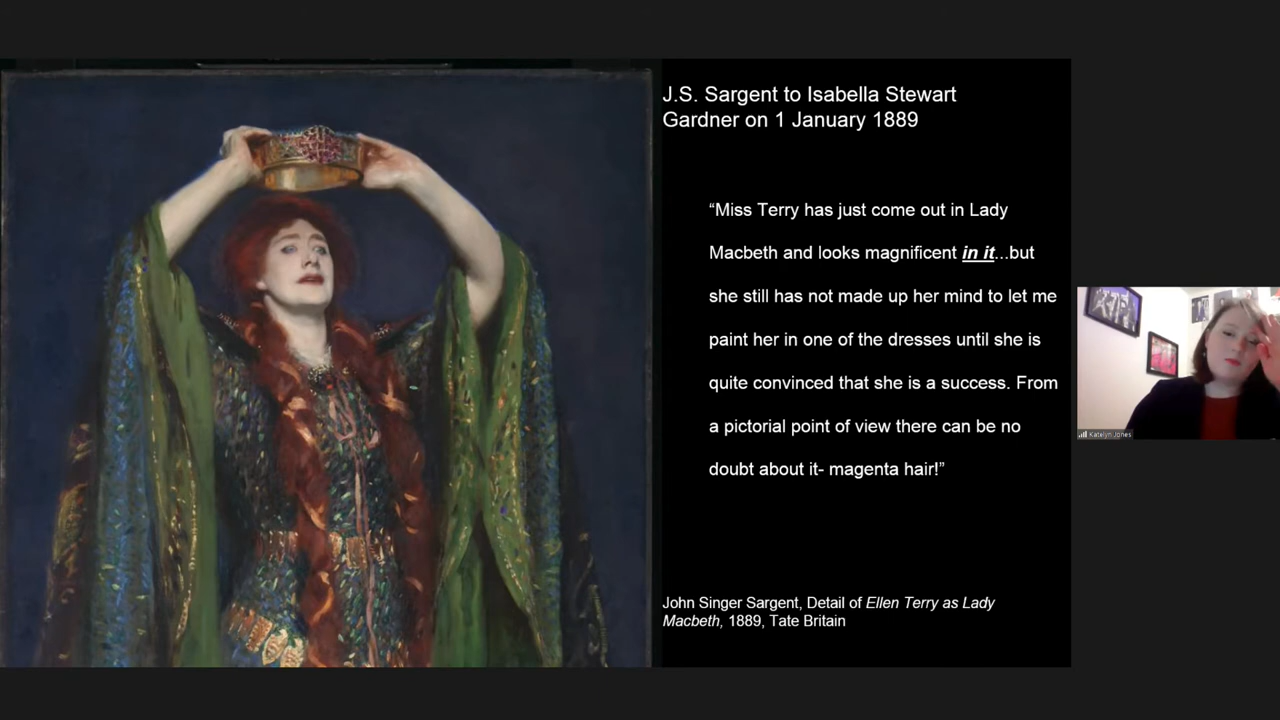 J.S. Sargent to Isabella Stewart
Gardner on 1 January 1889
“Miss Terry has just come out in Lady
Macbeth and looks magnificent in it...but
she still has not made up her mind to let me
paint her in one of the dresses until she is
quite convinced that she is a success. From
a pictorial point of view there can be no
doubt about it- magenta hair!”
Katelyn Jones
John Singer Sargent, Detail of Ellen Terry as Lady
Macbeth, 1889, Tate Britain